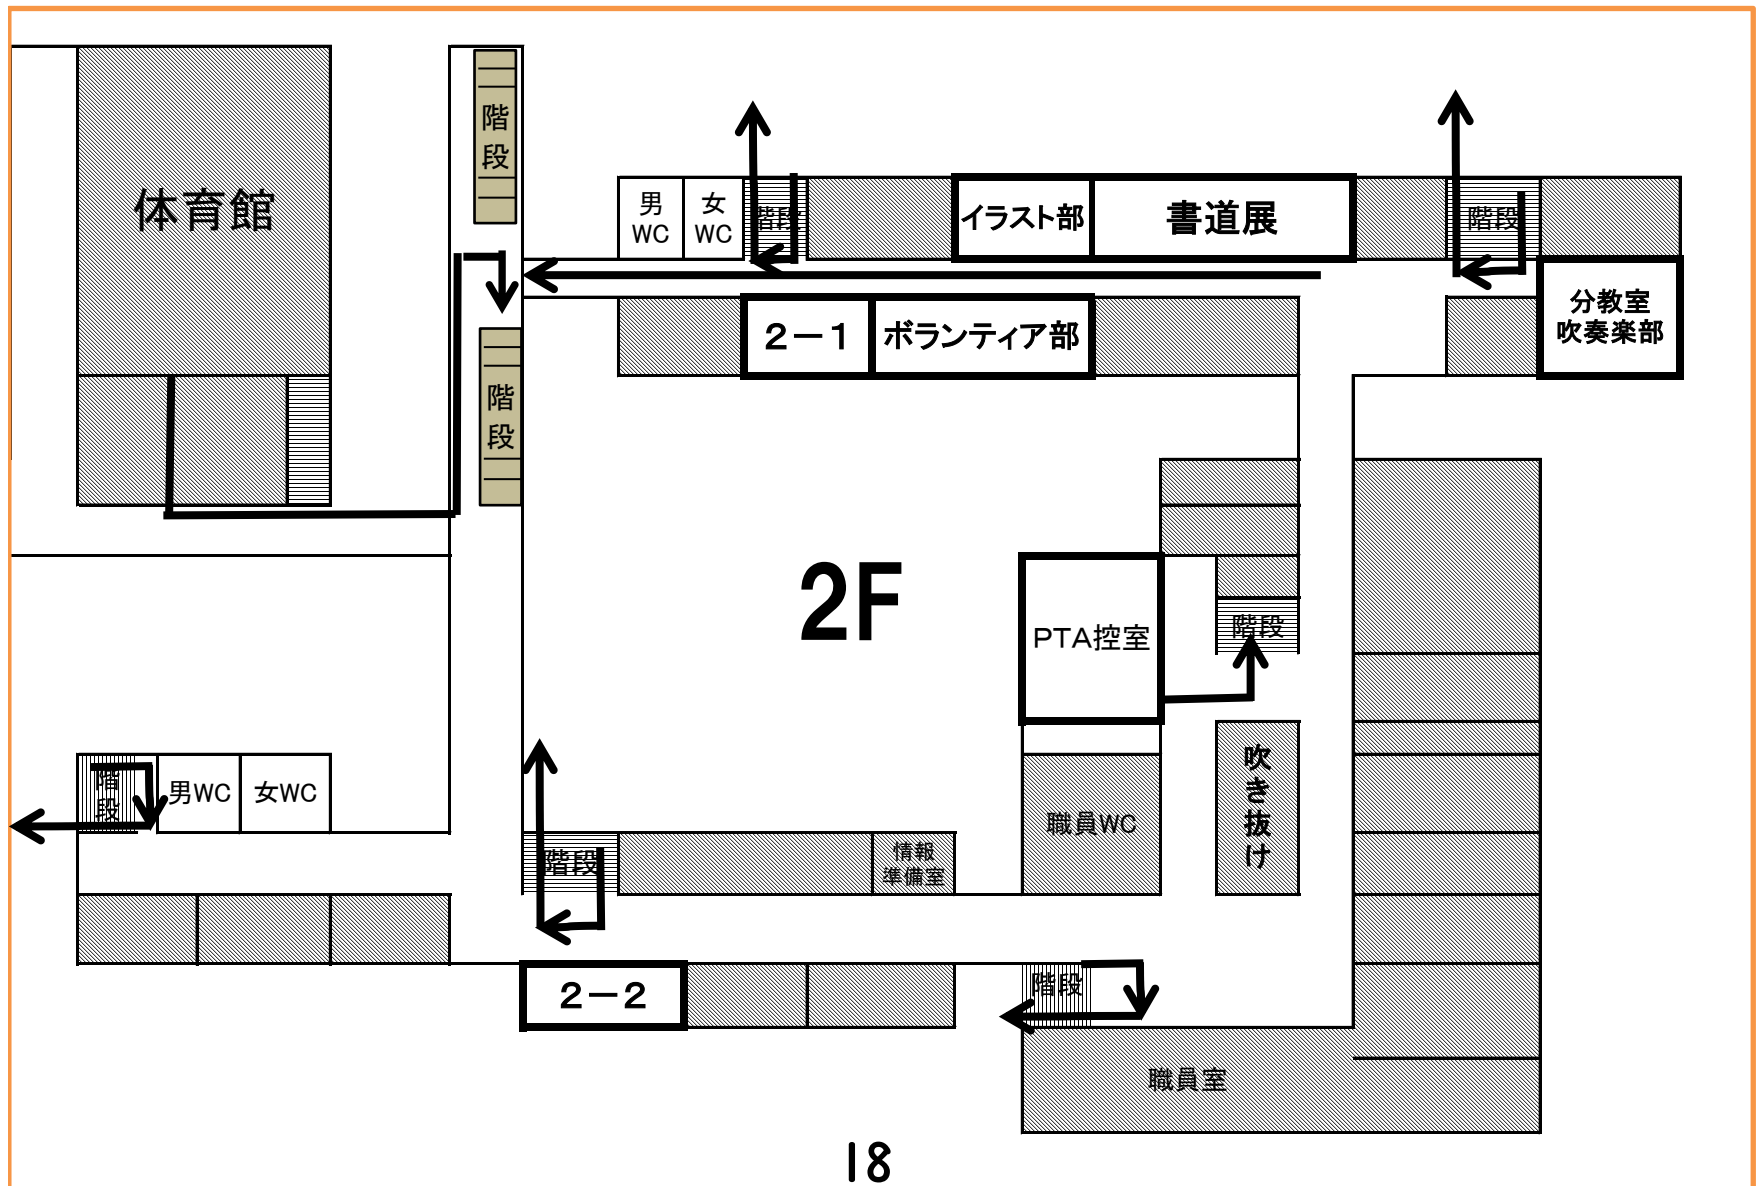 階段
体育館
男
WC
女
WC
階段
イラスト部
書道展
階段
分教室
吹奏楽部
2－1
ボランティア部
階段
2F
PTA控室
階段
階段
男WC
女WC
吹き抜け
職員WC
階段
情報
準備室
2－2
階段
職員室
18